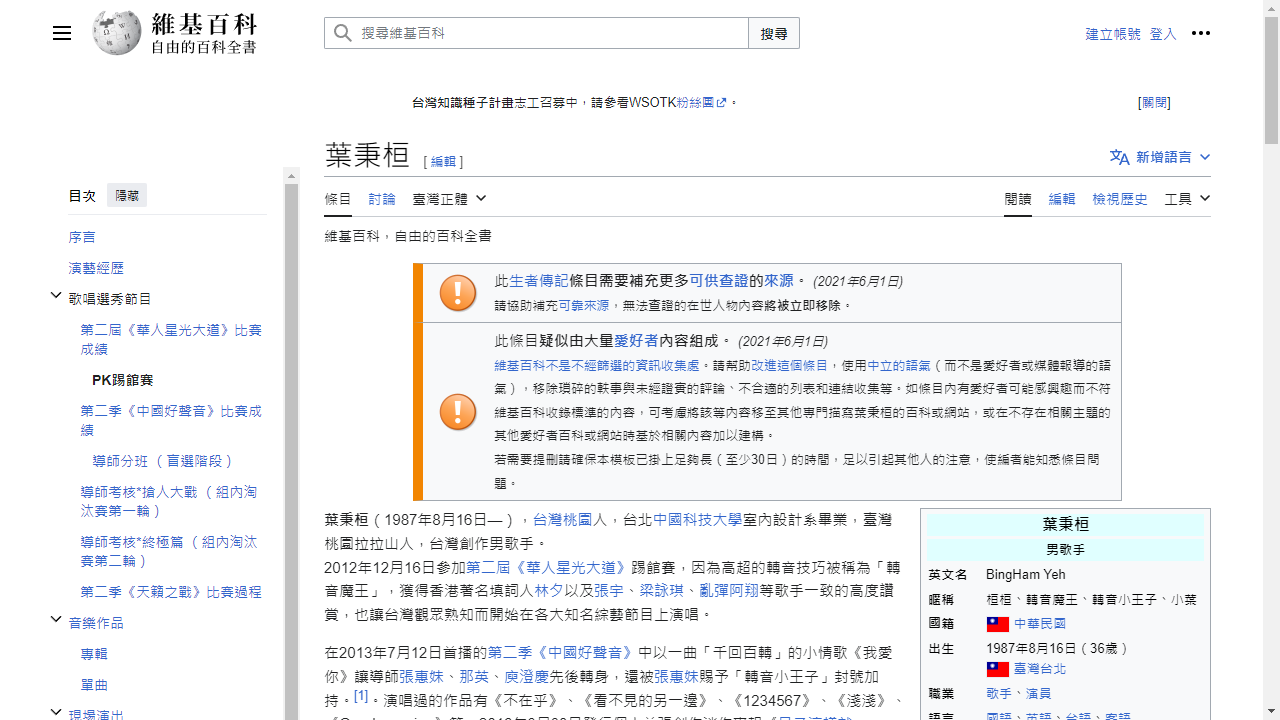 維基百科
自由的百科全書
搜尋維基百科
搜尋
建立帳號 登入
台灣知識種子計畫志工召募中，請參看WSOTK粉絲團。
[關閉]
葉秉桓 [編輯]
新增語言
目次 隱藏
序言
演藝經歷
歌唱選秀節目
第二屆《華人星光大道》比賽
成績
PK踢館賽
第二季《中國好聲音》比賽成
績
導師分班 （盲選階段）
導師考核*搶人大戰 （組內淘
汰賽第一輪）
導師考核*終極篇 （組內淘汰
賽第二輪）
第二季《天籟之戰》比賽過程
音樂作品
專輯
單曲
現場演出
條目 討論 臺灣正體
閱讀 編輯 檢視歷史 工具
維基百科，自由的百科全書
此生者傳記條目需要補充更多可供查證的來源。 (2021年6月1日)
請協助補充可靠來源，無法查證的在世人物內容將被立即移除。
此條目疑似由大量愛好者內容組成。 (2021年6月1日)
維基百科不是不經篩選的資訊收集處。請幫助改進這個條目，使用中立的語氣（而不是愛好者或媒體報導的語
氣），移除瑣碎的軼事與未經證實的評論、不合適的列表和連結收集等。如條目內有愛好者可能感興趣而不符
維基百科收錄標準的內容，可考慮將該等內容移至其他專門描寫葉秉桓的百科或網站，或在不存在相關主題的
其他愛好者百科或網站時基於相關內容加以建構。
若需要提刪請確保本模板已掛上足夠長（至少30日）的時間，足以引起其他人的注意，使編者能知悉條目問
題。
葉秉桓（1987年8月16日—），台灣桃園人，台北中國科技大學室內設計系畢業，臺灣
桃園拉拉山人，台灣創作男歌手。
2012年12月16日參加第二屆《華人星光大道》踢館賽，因為高超的轉音技巧被稱為「轉
音魔王」，獲得香港著名填詞人林夕以及張宇、梁詠琪、亂彈阿翔等歌手一致的高度讚
賞，也讓台灣觀眾熟知而開始在各大知名綜藝節目上演唱。
在2013年7月12日首播的第二季《中國好聲音》中以一曲「千回百轉」的小情歌《我愛
你》讓導師張惠妹、那英、庾澄慶先後轉身，還被張惠妹賜予「轉音小王子」封號加
持。[1]。演唱過的作品有《不在乎》、《看不見的另一邊》、《1234567》、《淺淺》、
葉秉桓
男歌手
英文名 BingHam Yeh
暱稱 桓桓、轉音魔王、轉音小王子、小葉
國籍 中華民國
出生 1987年8月16日（36歲）
臺灣台北
職業 歌手、演員
語言 國語、英語、台語、客語